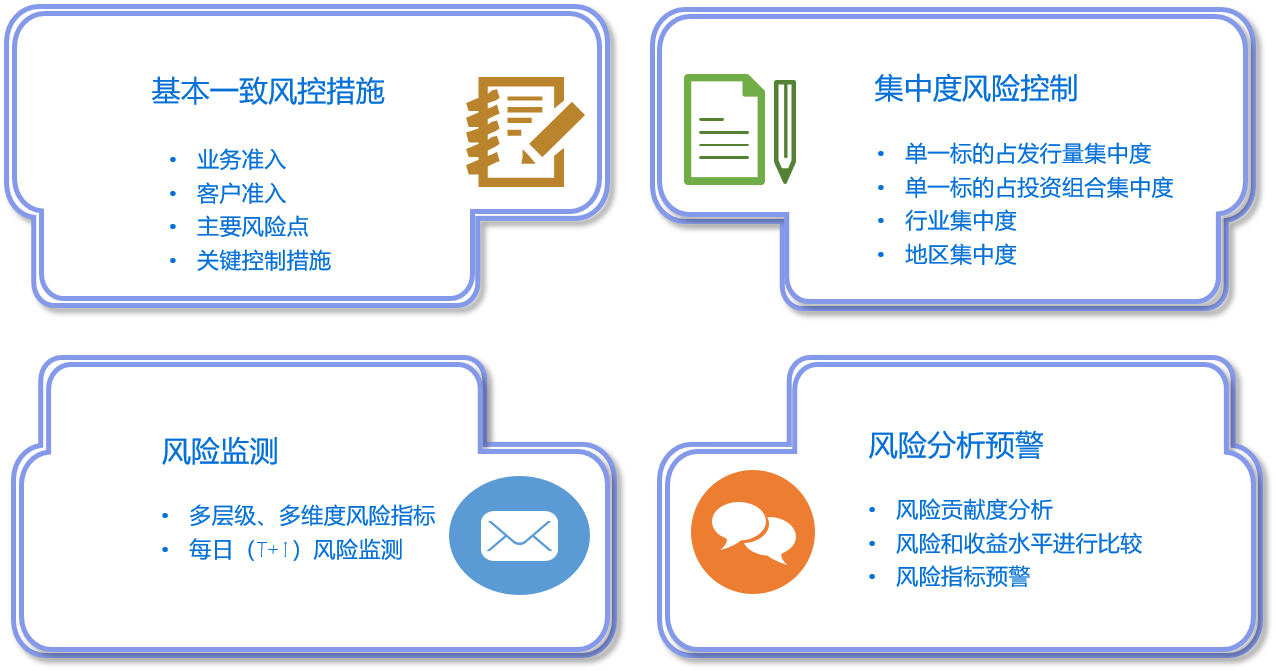 基本一致风控措施
• 业务准入
• 客户准入
• 主要风险点
• 关键控制措施
集中度风险控制
• 单一标的占发行量集中度
• 单一标的占投资组合集中度
• 行业集中度
• 地区集中度
风险监测
• 多层级、多维度风险指标
• 每日（T+1）风险监测
风险分析预警
• 风险贡献度分析
• 风险和收益水平进行比较
• 风险指标预警